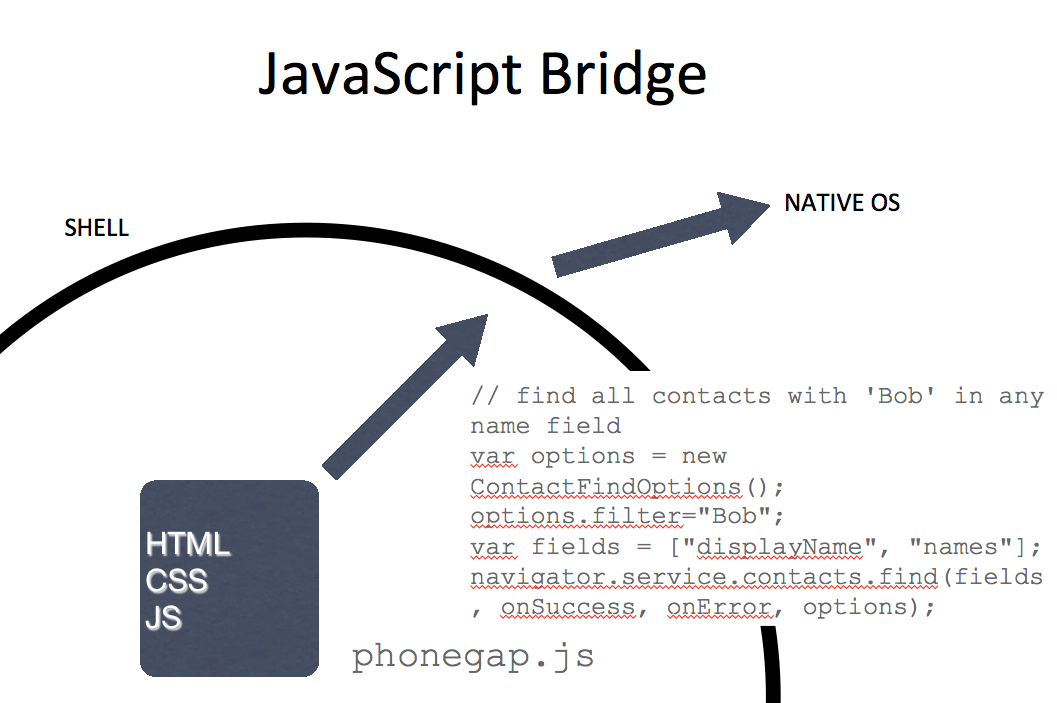 JavaScript Bridge
SHELL
NATIVE OS
// find all contacts with 'Bob' in any
name field
var options = new
ContactFindOptions();
options.filter="Bob";
var fields = ["displayName", "names"];
navigator.service.contacts.find(fields
, onSuccess, onError, options);
HTML
CSS
JS
phonegap.js